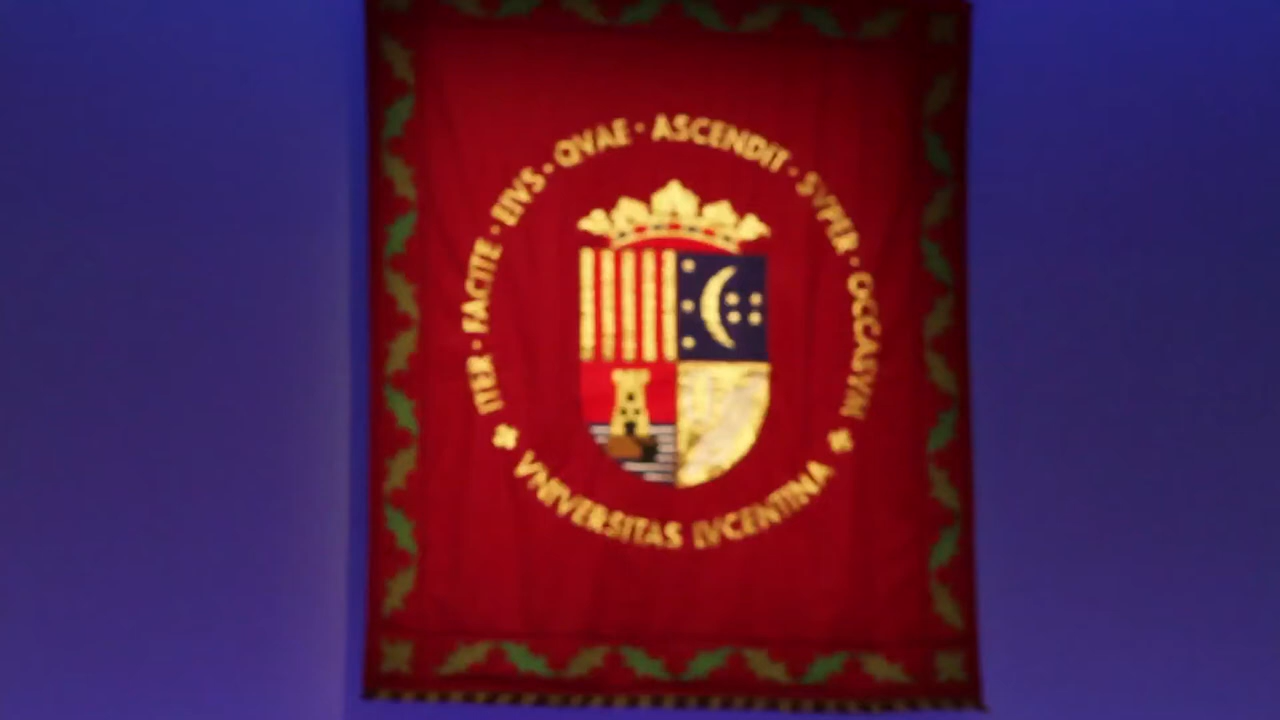 ITER · FACITE · EIVS · QVAE · ASCENDIT · SVPER · OCCASVM
VNIVERSITAS LVCENTINA